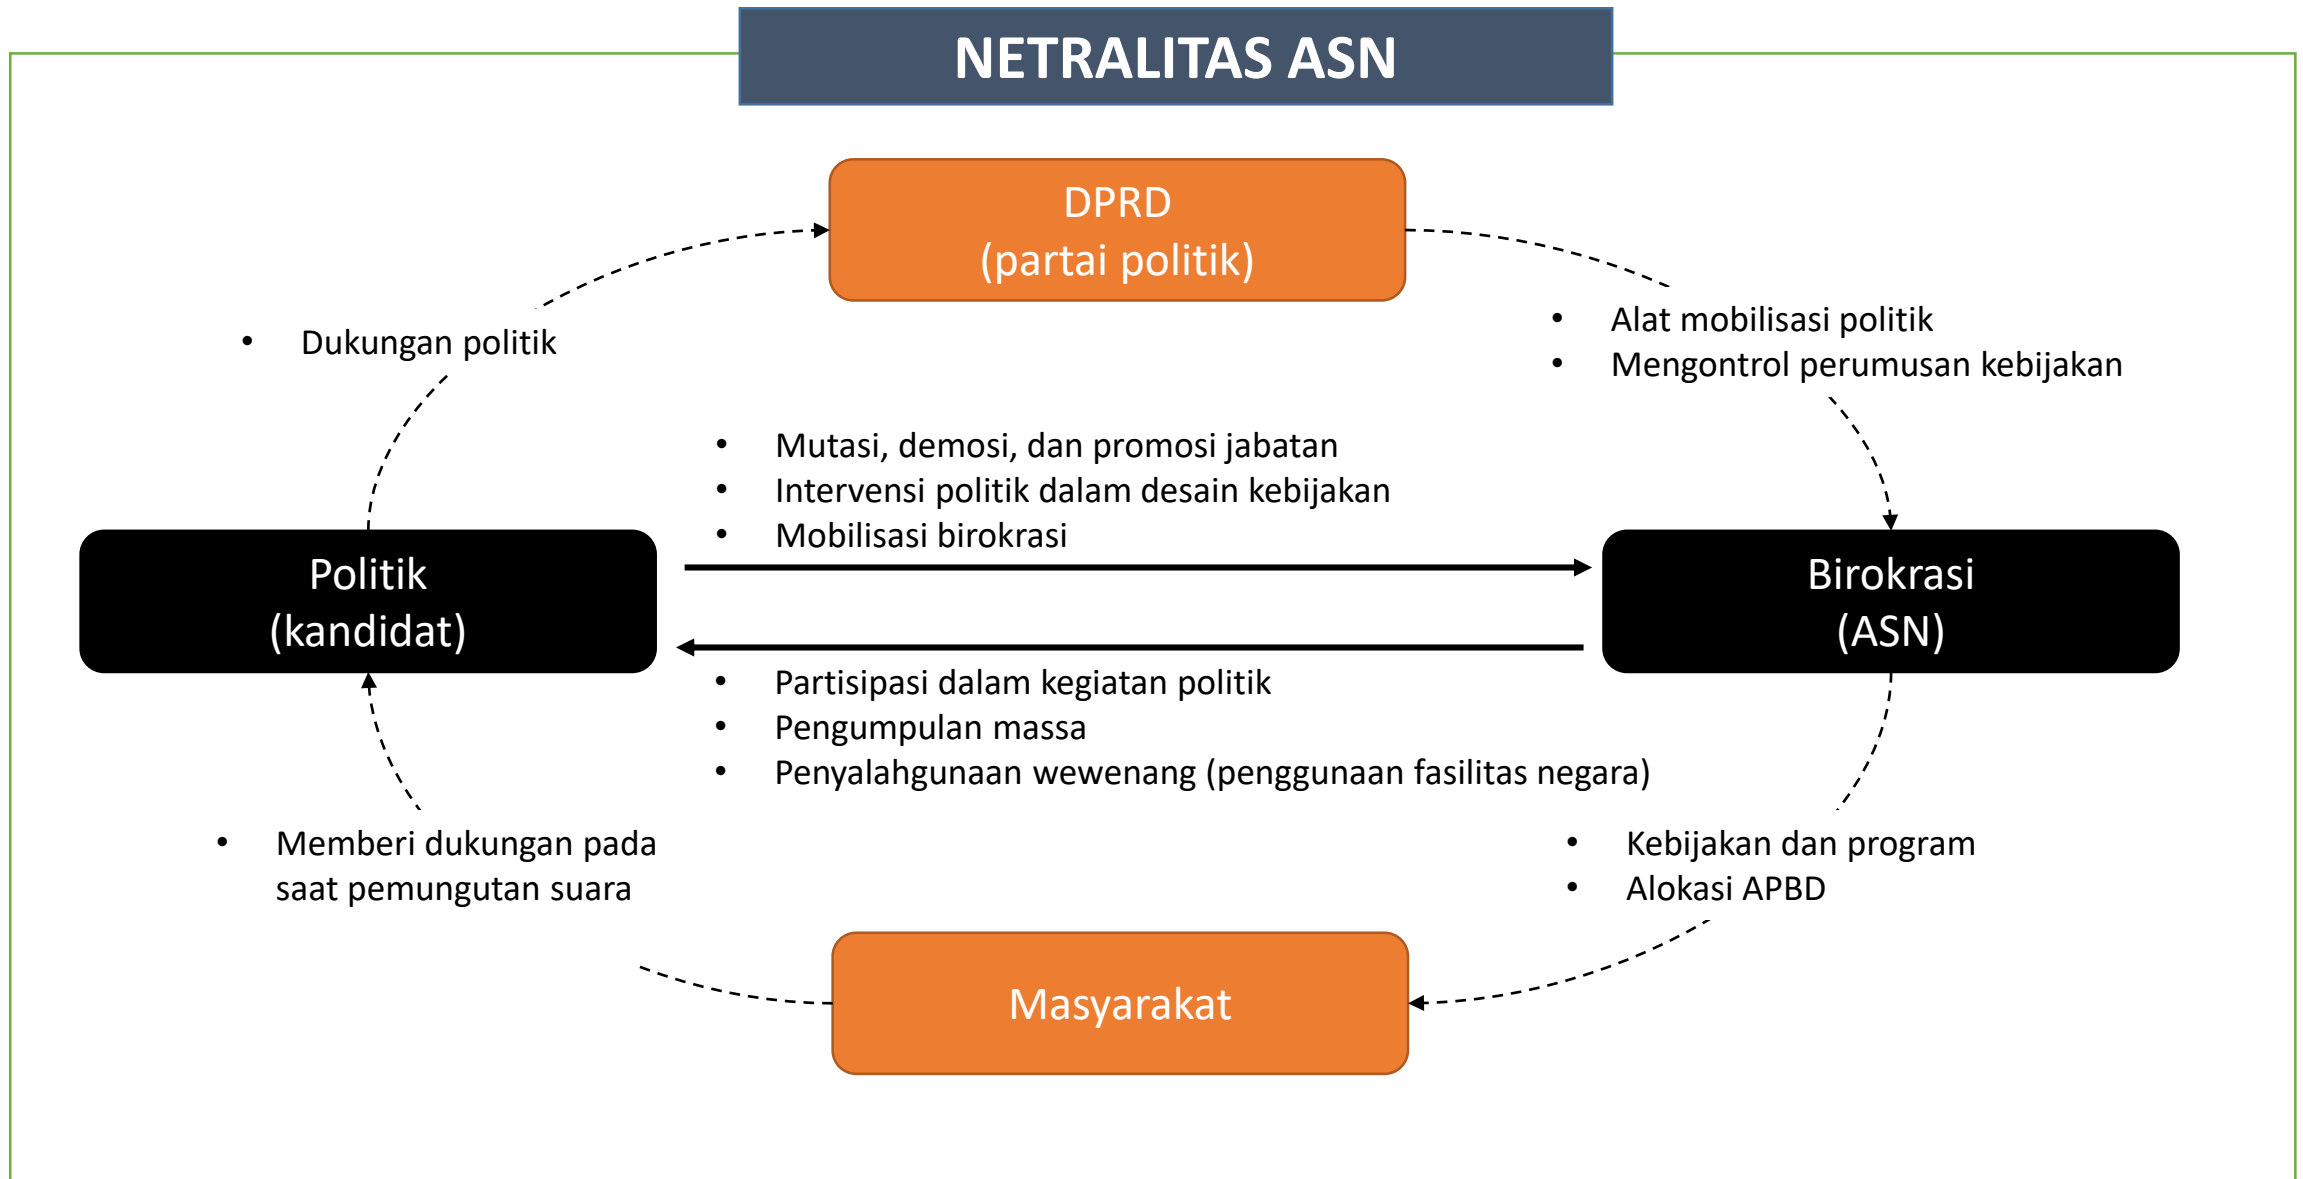 NETRALITAS ASN
DPRD
(partai politik)
• Dukungan politik
• Alat mobilisasi politik
• Mengontrol perumusan kebijakan
• Mutasi, demosi, dan promosi jabatan
• Intervensi politik dalam desain kebijakan
• Mobilisasi birokrasi
Politik
(kandidat)
Birokrasi
(ASN)
• Partisipasi dalam kegiatan politik
• Pengumpulan massa
• Penyalahgunaan wewenang (penggunaan fasilitas negara)
• Memberi dukungan pada
saat pemungutan suara
• Kebijakan dan program
• Alokasi APBD
Masyarakat